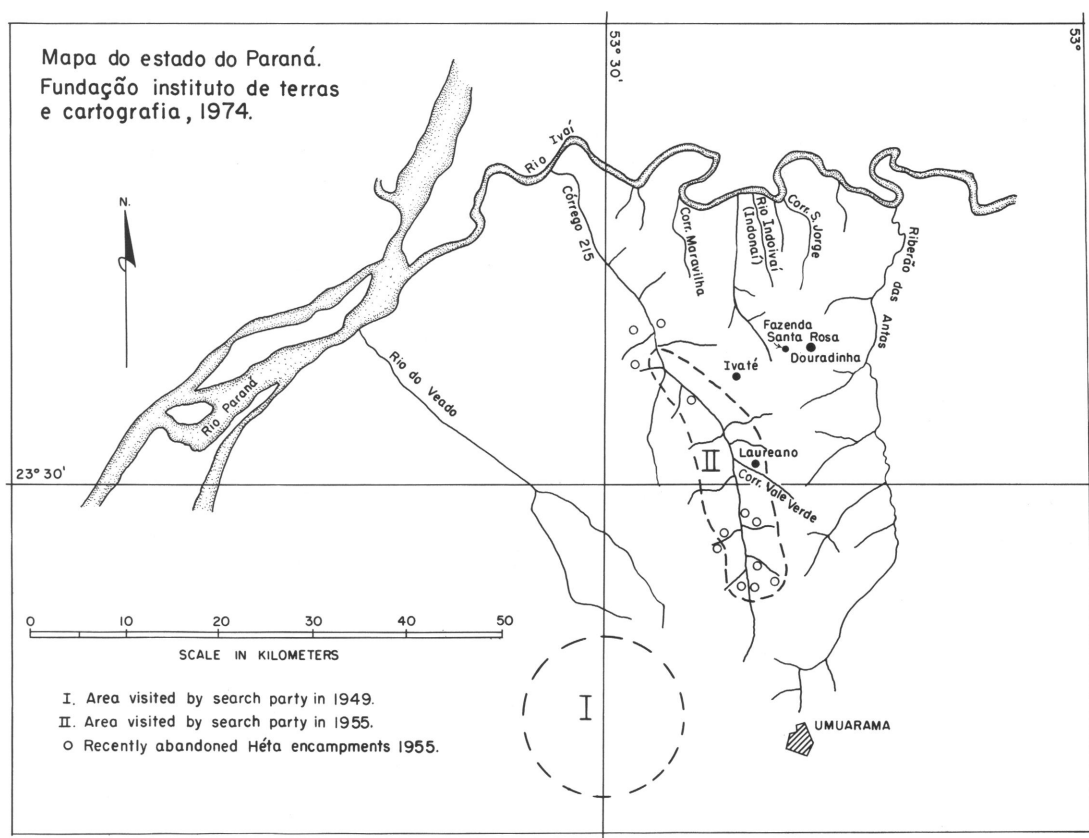 Mapa do estado do Paraná.
Fundação instituto de terras
e cartografia, 1974.
53° 30'
53°
N.
Rio Ivaí
Córrego 215
Corr. Maravilha
Rio Indoivaí
(Indonaí)
Corr. S. Jorge
Riberão das Antas
Fazenda
Santa Rosa
Douradinha
Ivaté
Rio do Veado
Rio Paraná
23° 30'
II
Laureano
Corr. Vale Verde
0 10 20 30 40 50
SCALE IN KILOMETERS
I
I. Area visited by search party in 1949.
II. Area visited by search party in 1955.
Recently abandoned Héta encampments 1955.
UMUARAMA